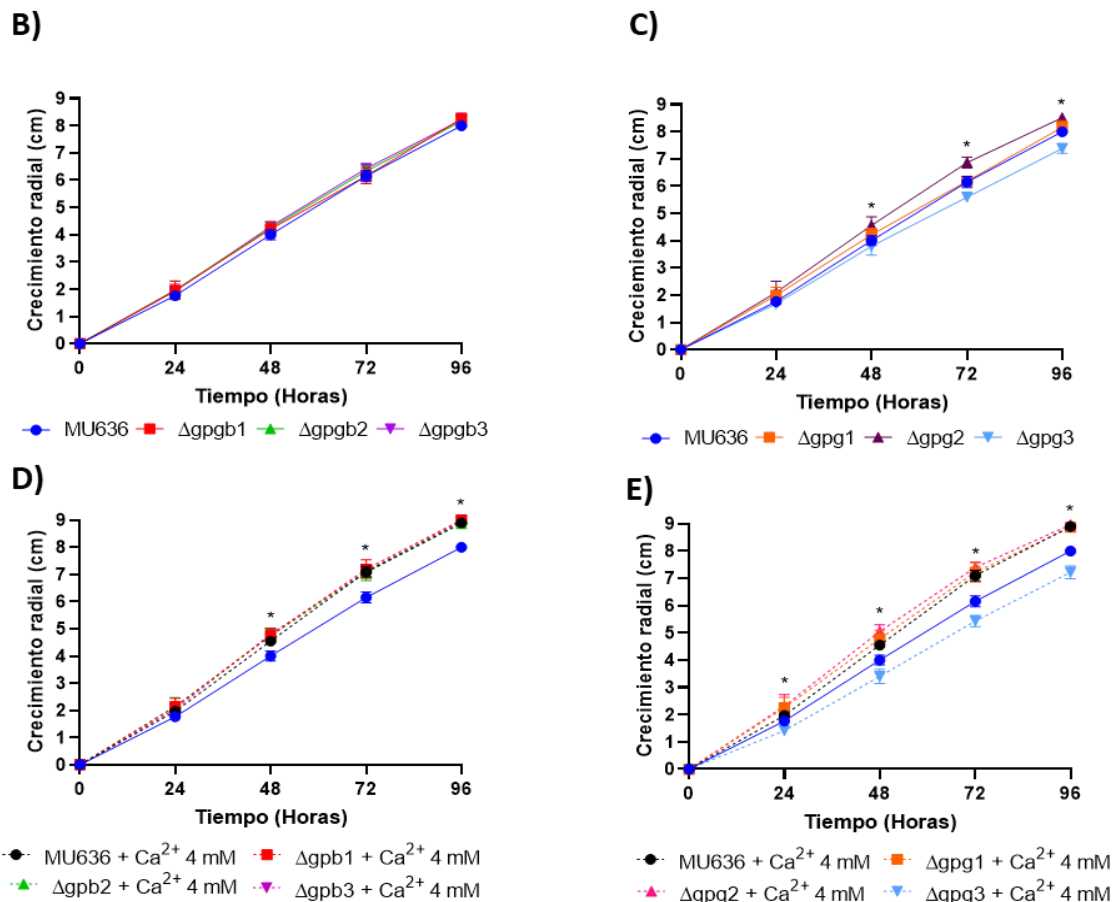 B)
Crecimiento radial (cm)
9
8
7
6
5
4
3
2
1
0
0 24 48 72 96
Tiempo (Horas)
MU636 Δgpgb1 Δgpgb2 Δgpgb3
C)
Creciemiento radial (cm)
9
8
7
6
5
4
3
2
1
0
* * * *
0 24 48 72 96
Tiempo (Horas)
MU636 Δgpg1 Δgpg2 Δgpg3
D)
Crecimiento radial (cm)
9
8
7
6
5
4
3
2
1
0
* * *
0 24 48 72 96
Tiempo (Horas)
MU636 + Ca²⁺ 4 mM Δgpb1 + Ca²⁺ 4 mM
Δgpb2 + Ca²⁺ 4 mM Δgpb3 + Ca²⁺ 4 mM
E)
Crecimiento radial (cm)
9
8
7
6
5
4
3
2
1
0
* * * *
0 24 48 72 96
Tiempo (Horas)
MU636 + Ca²⁺ 4 mM Δgpg1 + Ca²⁺ 4 mM
Δgpg2 + Ca²⁺ 4 mM Δgpg3 + Ca²⁺ 4 mM